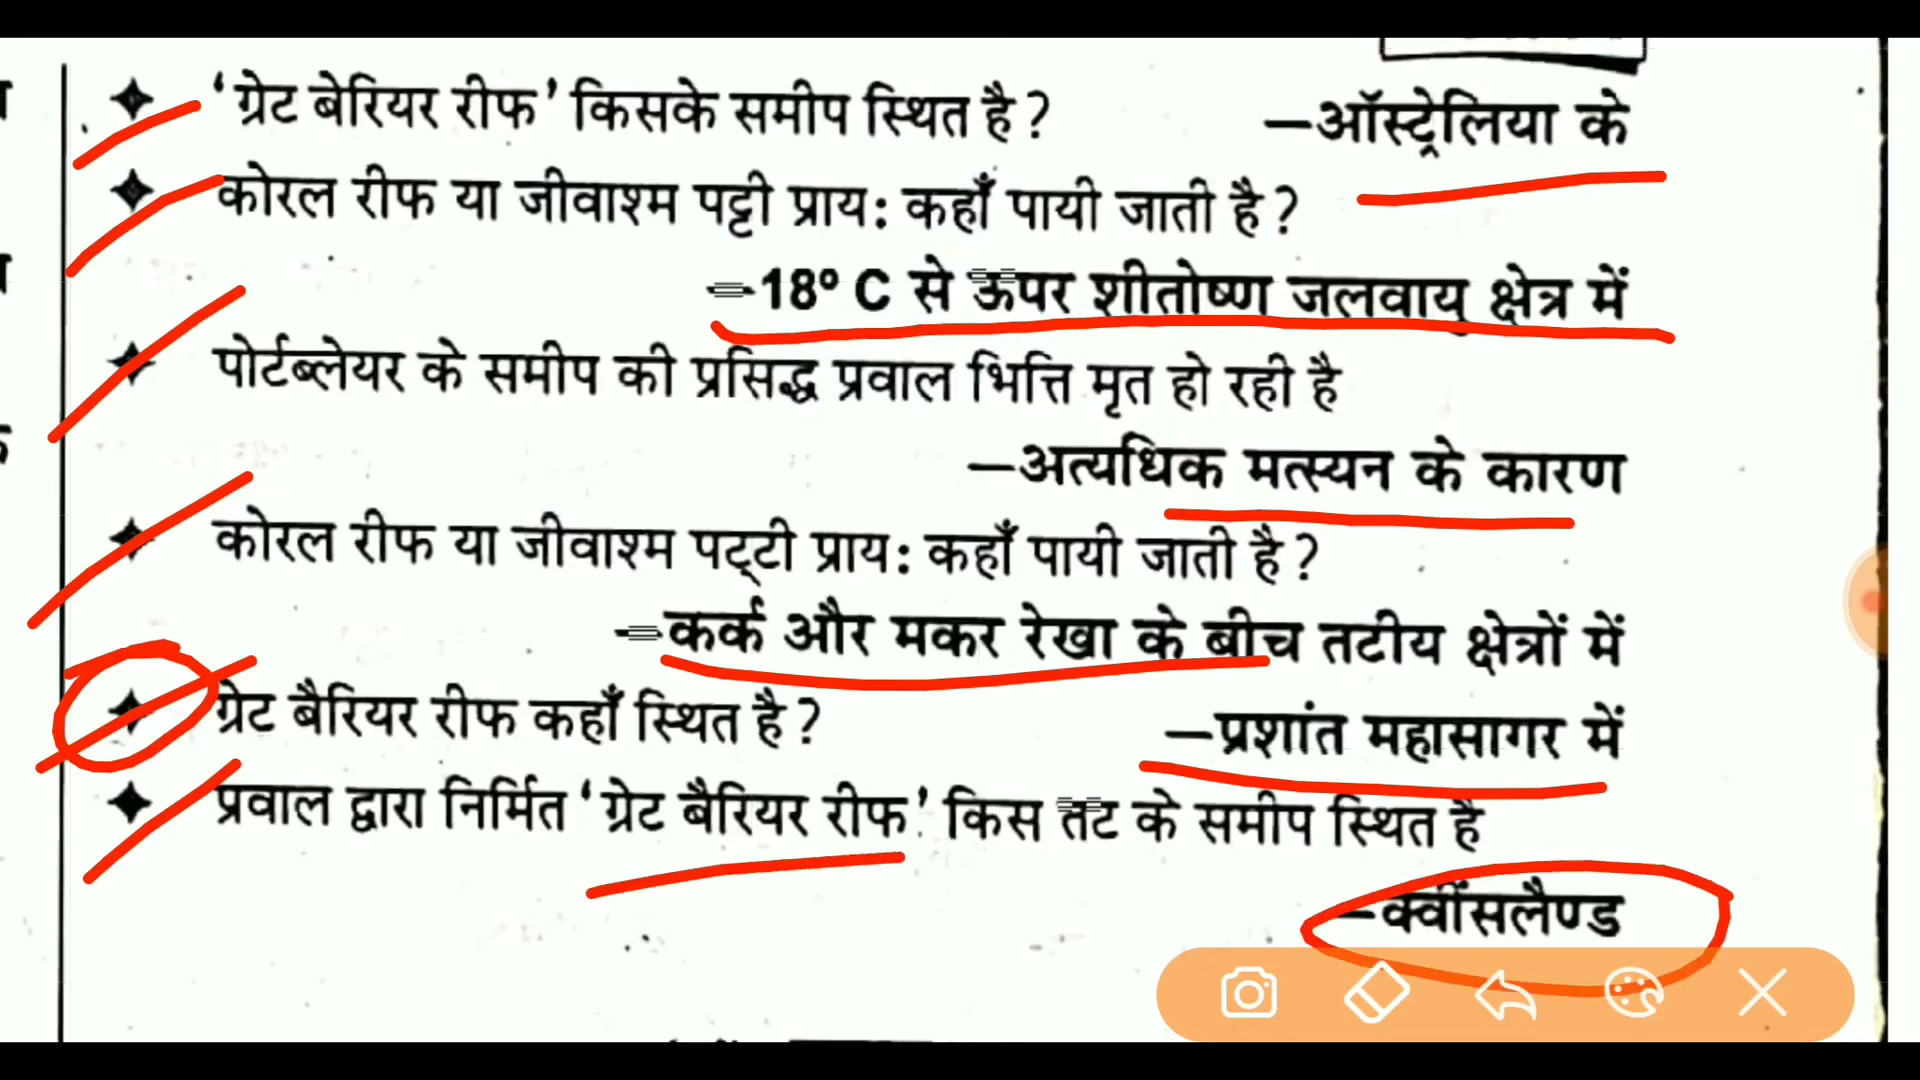 ✦ ‘ग्रेट बेरियर रीफ’ किसके समीप स्थित है? —ऑस्ट्रेलिया के
✦ कोरल रीफ या जीवाश्म पट्टी प्राय: कहाँ पायी जाती है?
—18° C से ऊपर शीतोष्ण जलवायु क्षेत्र में
✦ पोर्टब्लेयर के समीप की प्रसिद्ध प्रवाल भित्ति मृत हो रही है
—अत्यधिक मत्स्यन के कारण
✦ कोरल रीफ या जीवाश्म पट्‌टी प्राय: कहाँ पायी जाती है?
—कर्क और मकर रेखा के बीच तटीय क्षेत्रों में
✦ ग्रेट बैरियर रीफ कहाँ स्थित है? —प्रशांत महासागर में
✦ प्रवाल द्वारा निर्मित ‘ग्रेट बैरियर रीफ’ किस तट के समीप स्थित है
—क्वींसलैण्ड